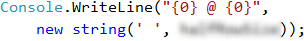 Console.WriteLine("{0} @ {0}",
new string(' ', ));